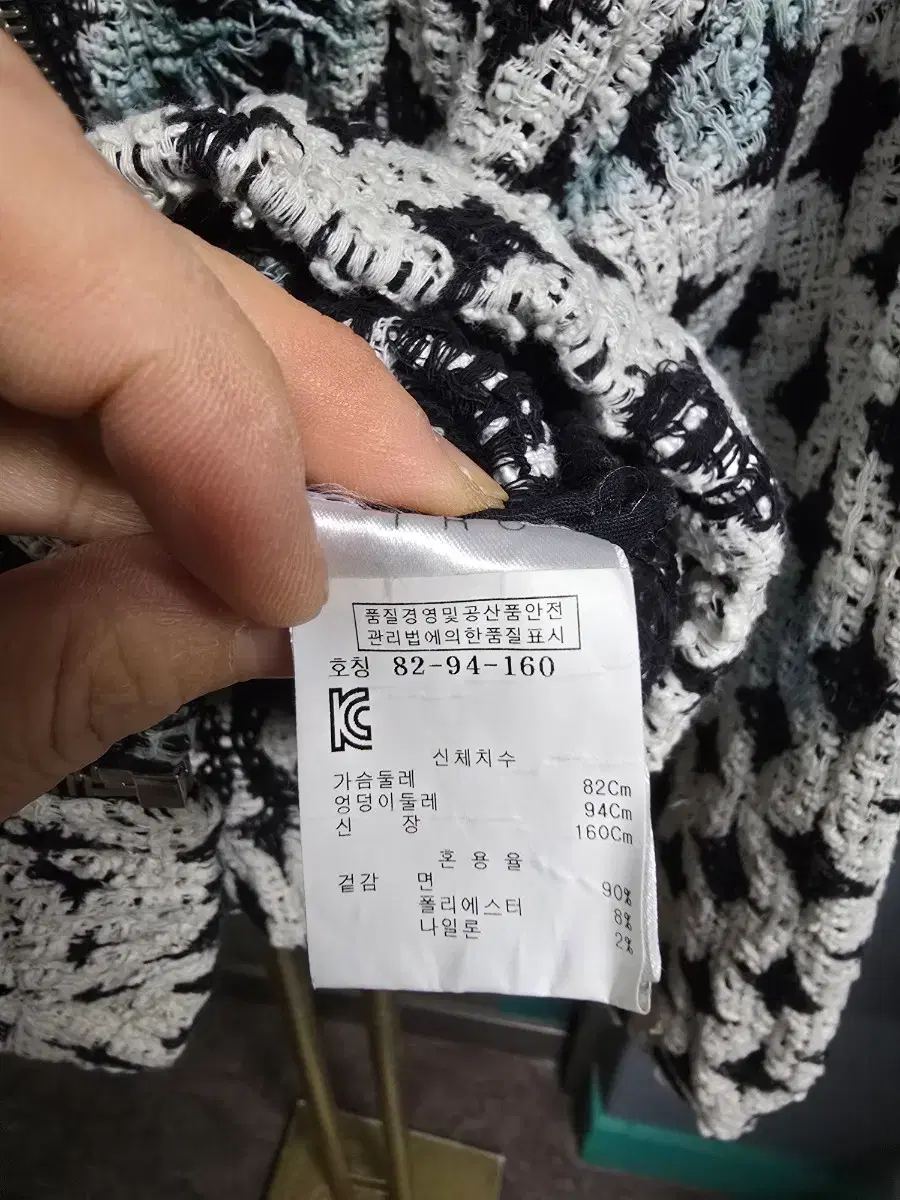 품질경영및공산품안전
관리법에의한품질표시
호칭 82-94-160
신체치수
가슴둘레 82Cm
엉덩이둘레 94Cm
신 장 160Cm
혼 용 율
겉감 면 90%
폴리에스터 8%
나일론 2%